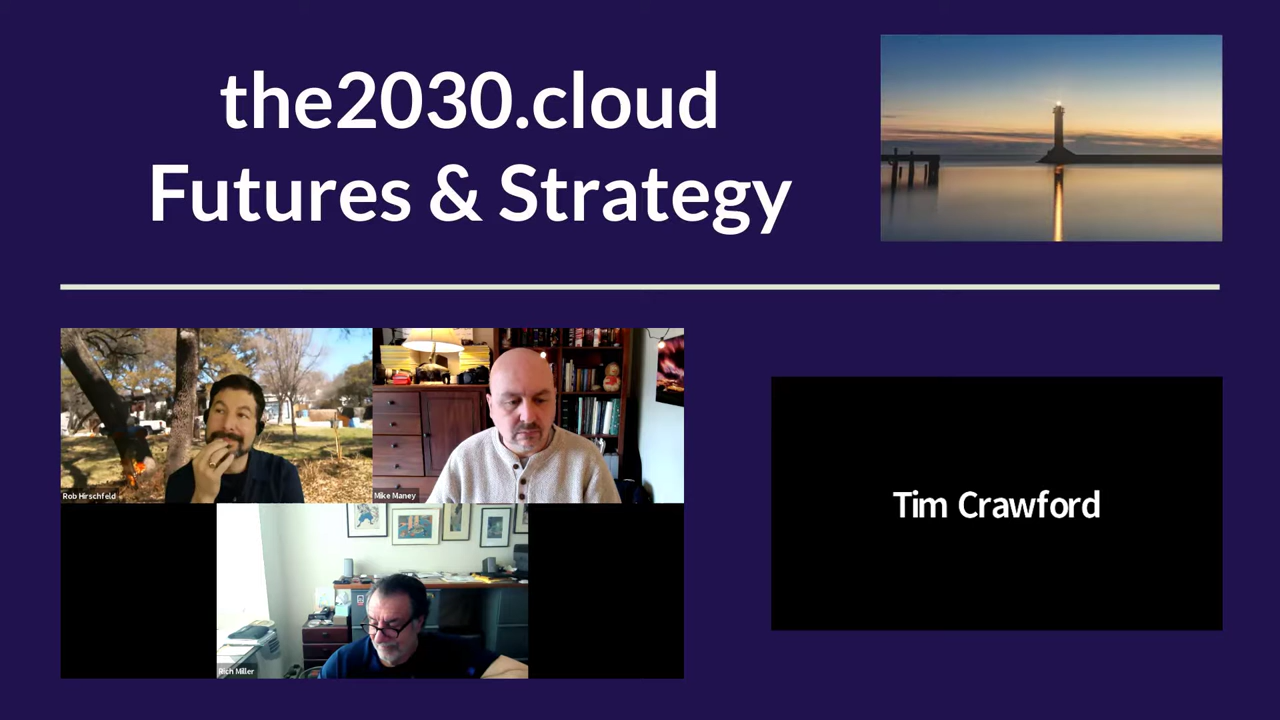 the2030.cloud
Futures & Strategy
Rob Hirschfeld
Mike Maney
Tim Crawford
Rich Miller